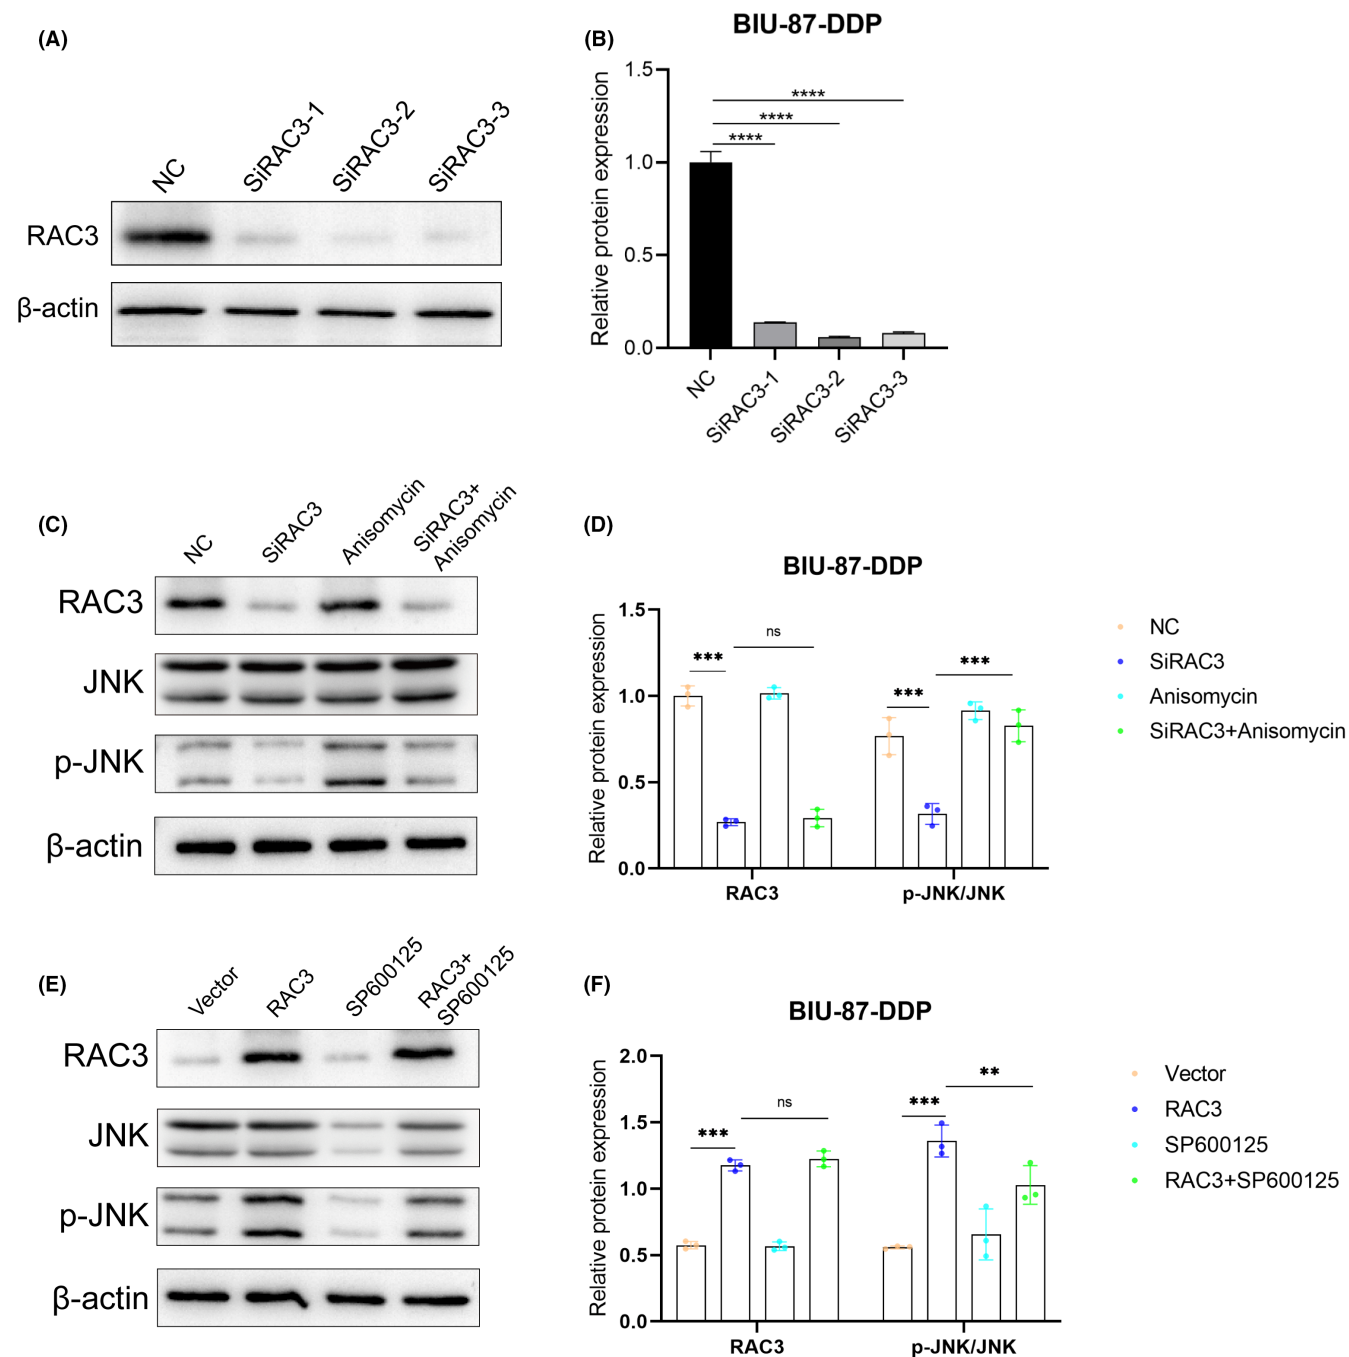 (A)
NC
SiRAC3-1
SiRAC3-2
SiRAC3-3
RAC3
β-actin
(B)
BIU-87-DDP
Relative protein expression
1.5
1.0
0.5
0.0
****
****
****
NC
SiRAC3-1
SiRAC3-2
SiRAC3-3
(C)
NC
SiRAC3
Anisomycin
SiRAC3+
Anisomycin
RAC3
JNK
p-JNK
β-actin
(D)
BIU-87-DDP
Relative protein expression
1.5
1.0
0.5
0.0
***
ns
***
***
RAC3
p-JNK/JNK
NC
SiRAC3
Anisomycin
SiRAC3+Anisomycin
(E)
Vector
RAC3
SP600125
RAC3+
SP600125
RAC3
JNK
p-JNK
β-actin
(F)
BIU-87-DDP
Relative protein expression
2.0
1.5
1.0
0.5
0.0
***
ns
***
**
RAC3
p-JNK/JNK
Vector
RAC3
SP600125
RAC3+SP600125